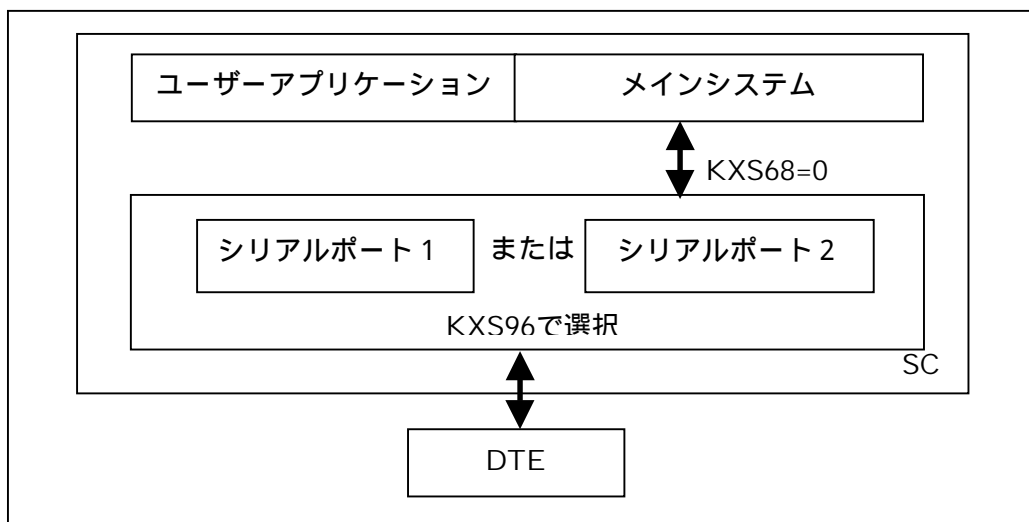 ユーザーアプリケーション メインシステム
KXS68=0
シリアルポート1 または シリアルポート2
KXS96で選択
SC
DTE